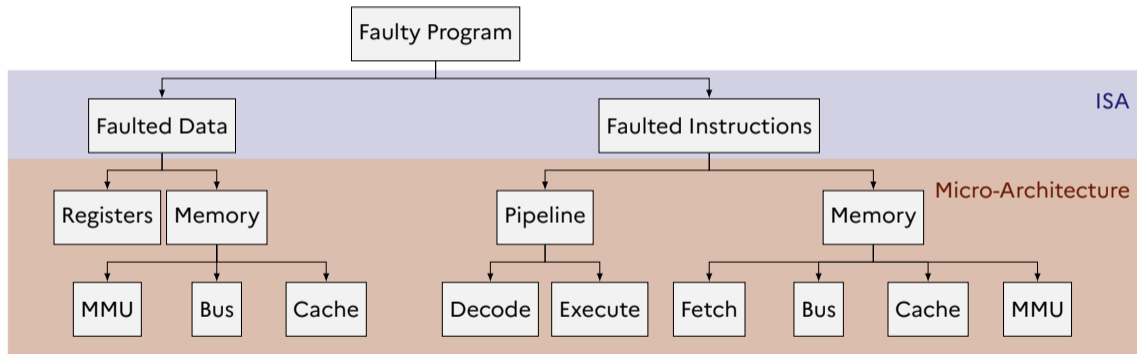 Faulty Program
ISA
Faulted Data
Faulted Instructions
Micro-Architecture
Registers
Memory
Pipeline
Memory
MMU
Bus
Cache
Decode
Execute
Fetch
Bus
Cache
MMU